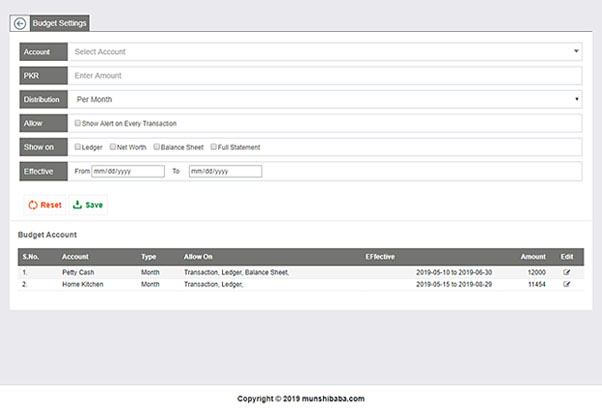 Budget Settings
Account Select Account
PKR Enter Amount
Distribution Per Month
Allow Show Alert on Every Transaction
Show on Ledger Net Worth Balance Sheet Full Statement
Effective From mm/dd/yyyy To mm/dd/yyyy
Reset Save
Budget Account
S.No. Account Type Allow On EFfective Amount Edit
1. Petty Cash Month Transaction, Ledger, Balance Sheet, 2019-05-10 to 2019-06-30 12000
2. Home Kitchen Month Transaction, Ledger, 2019-05-15 to 2019-08-29 11454
Copyright © 2019 munshibaba.com